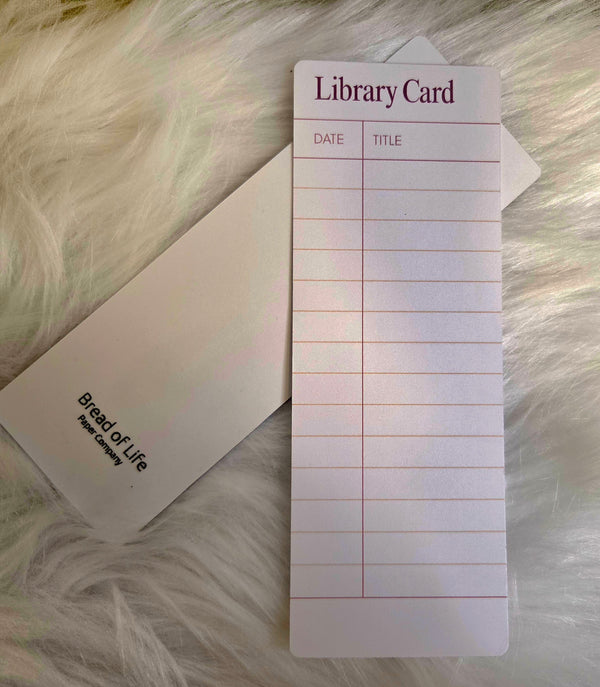 Library Card
DATE TITLE
Bread of Life
Paper Company